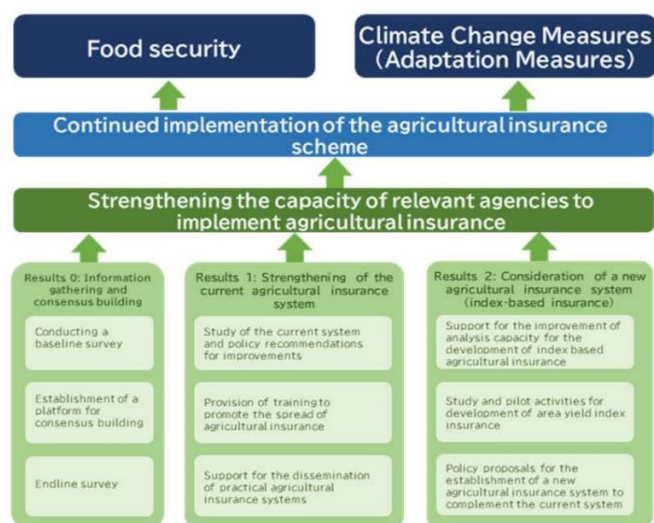 Food security
Climate Change Measures
(Adaptation Measures)
Continued implementation of the agricultural insurance
scheme
Strengthening the capacity of relevant agencies to
implement agricultural insurance
Results 0: Information
gathering and
consensus building
Conducting a
baseline survey
Establishment of a
platform for
consensus building
Endline survey
Results 1: Strengthening of the
current agricultural insurance
system
Study of the current system
and policy recommendations
for improvements
Provision of training to
promote the spread of
agricultural insurance
Support for the dissemination
of practical agricultural
insurance systems
Results 2: Consideration of a new
agricultural insurance system
(index-based insurance)
Support for the improvement of
analysis capacity for the
development of index based
agricultural insurance
Study and pilot activities for
development of area yield index
insurance
Policy proposals for the
establishment of a new
agricultural insurance system to
complement the current system